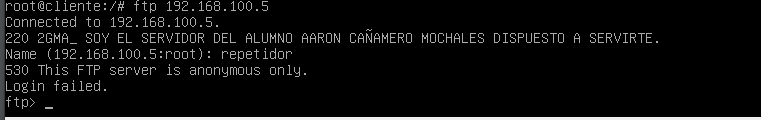 root@cliente:/# ftp 192.168.100.5
Connected to 192.168.100.5.
220 2GMA_ SOY EL SERVIDOR DEL ALUMNO AARON CAÑAMERO MOCHALES DISPUESTO A SERVIRTE.
Name (192.168.100.5:root): repetidor
530 This FTP server is anonymous only.
Login failed.
ftp> _